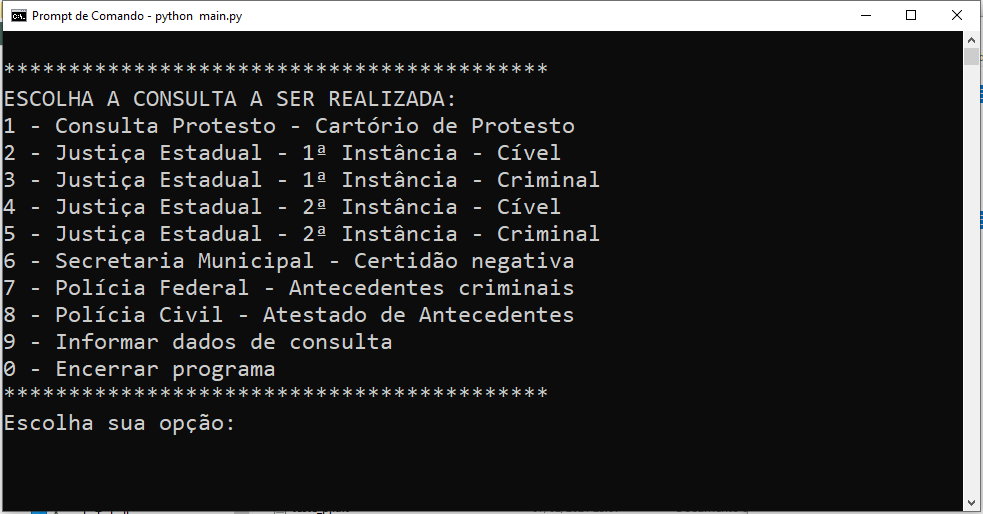 Prompt de Comando - python  main.py
******************************************
ESCOLHA A CONSULTA A SER REALIZADA:
1 - Consulta Protesto - Cartório de Protesto
2 - Justiça Estadual - 1ª Instância - Cível
3 - Justiça Estadual - 1ª Instância - Criminal
4 - Justiça Estadual - 2ª Instância - Cível
5 - Justiça Estadual - 2ª Instância - Criminal
6 - Secretaria Municipal - Certidão negativa
7 - Polícia Federal - Antecedentes criminais
8 - Polícia Civil - Atestado de Antecedentes
9 - Informar dados de consulta
0 - Encerrar programa
******************************************
Escolha sua opção: